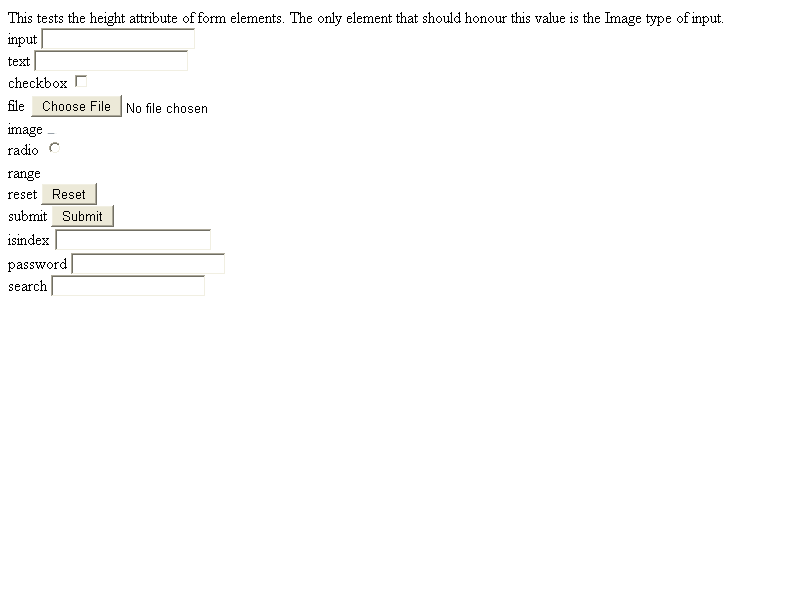 This tests the height attribute of form elements. The only element that should honour this value is the Image type of input.
input
text
checkbox
file Choose File No file chosen
image
radio
range
reset Reset
submit Submit
isindex
password
search